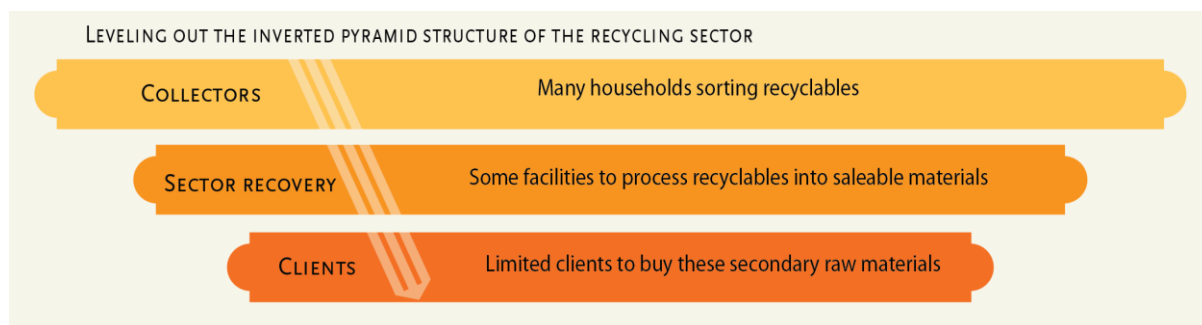 Leveling out the inverted pyramid structure of the recycling sector
Collectors
Many households sorting recyclables
Sector recovery
Some facilities to process recyclables into saleable materials
Clients
Limited clients to buy these secondary raw materials